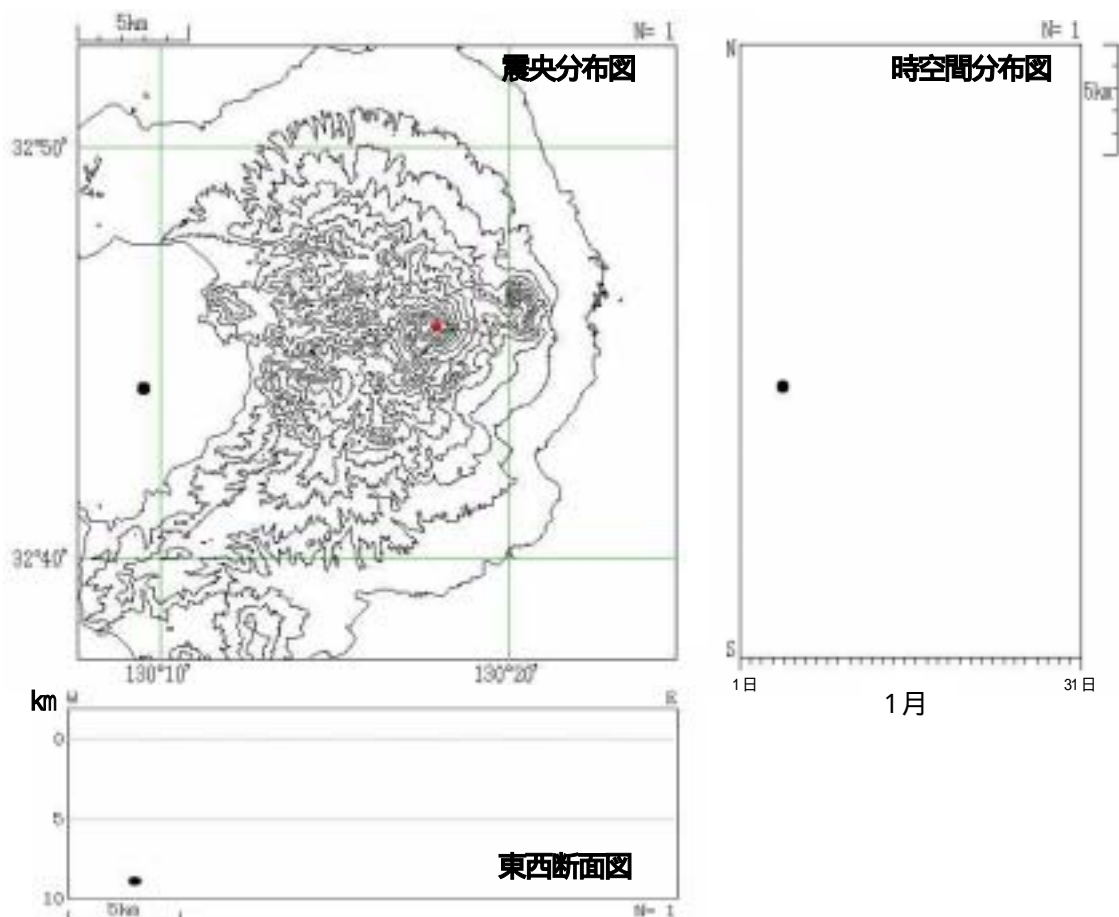 5km
N= 1
震央分布図
32°50'
32°40'
130°10'
130°20'
N= 1
N
時空間分布図
5km
S
1日
31日
1月
km
W
E
0
5
10
東西断面図
5km
N= 1